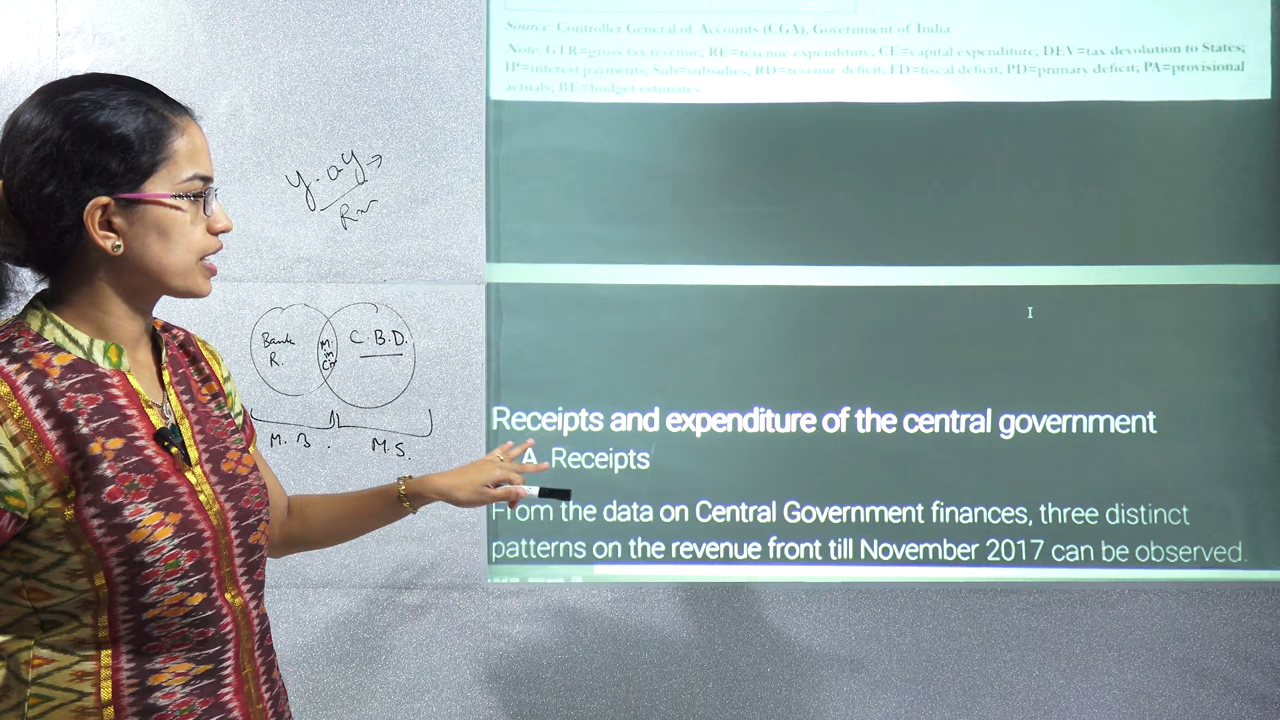 Source: Controller General of Accounts (CGA), Government of India
Note: GTR=gross tax revenue; RE=revenue expenditure; CE=capital expenditure; DEV=tax devolution to States;
IP=interest payments; Sub=subsidies; RD=revenue deficit; FD=fiscal deficit; PD=primary deficit; PA=provisional
actuals; BE=budget estimates
Bank
R.
C.B.D.
M.B.
M.S.
Receipts and expenditure of the central government
A. Receipts
From the data on Central Government finances, three distinct
patterns on the revenue front till November 2017 can be observed.